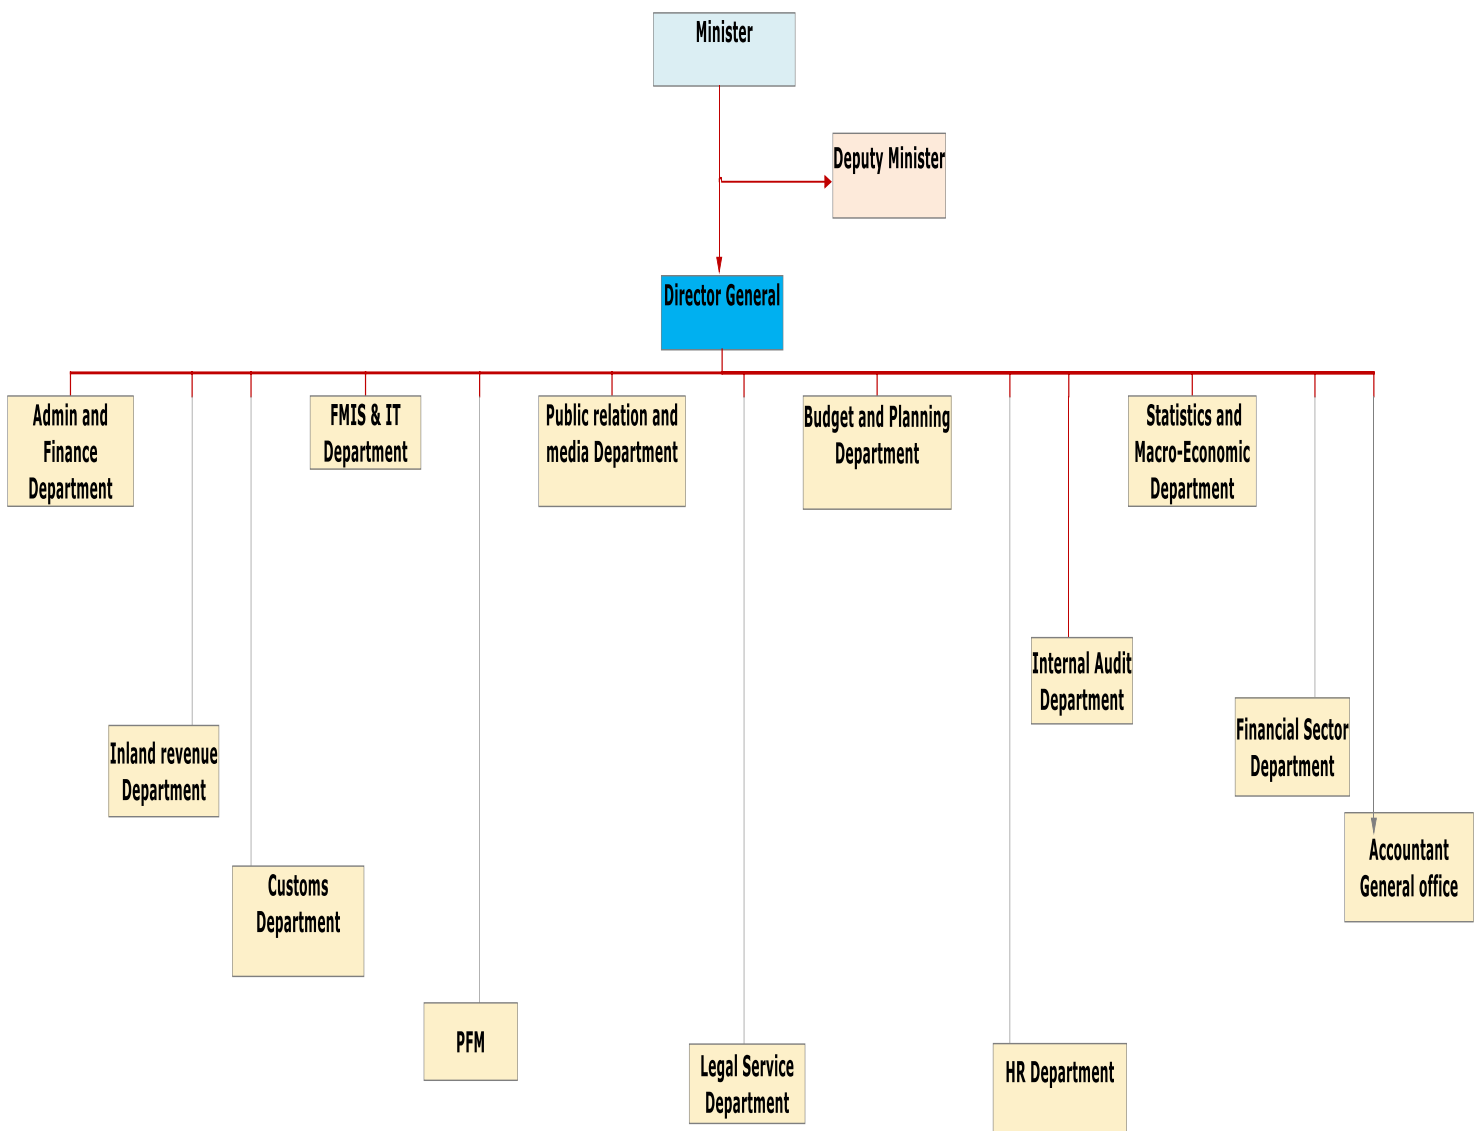 Minister
Deputy Minister
Director General
Admin and
Finance
Department
FMIS & IT
Department
Public relation and
media Department
Budget and Planning
Department
Statistics and
Macro-Economic
Department
Internal Audit
Department
Financial Sector
Department
Inland revenue
Department
Accountant
General office
Customs
Department
PFM
Legal Service
Department
HR Department